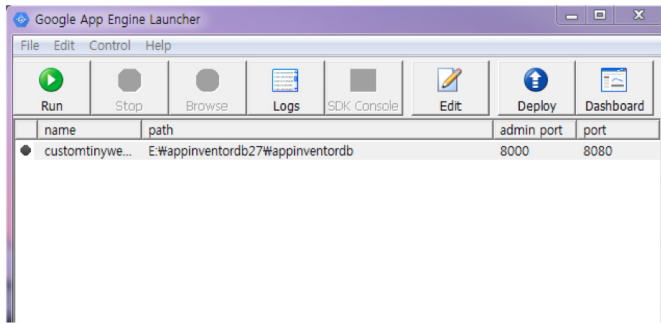 Google App Engine Launcher
File Edit Control Help
Run Stop Browse Logs SDK Console Edit Deploy Dashboard
name path admin port port
customtinywe... E:₩appinventordb27₩appinventordb 8000 8080